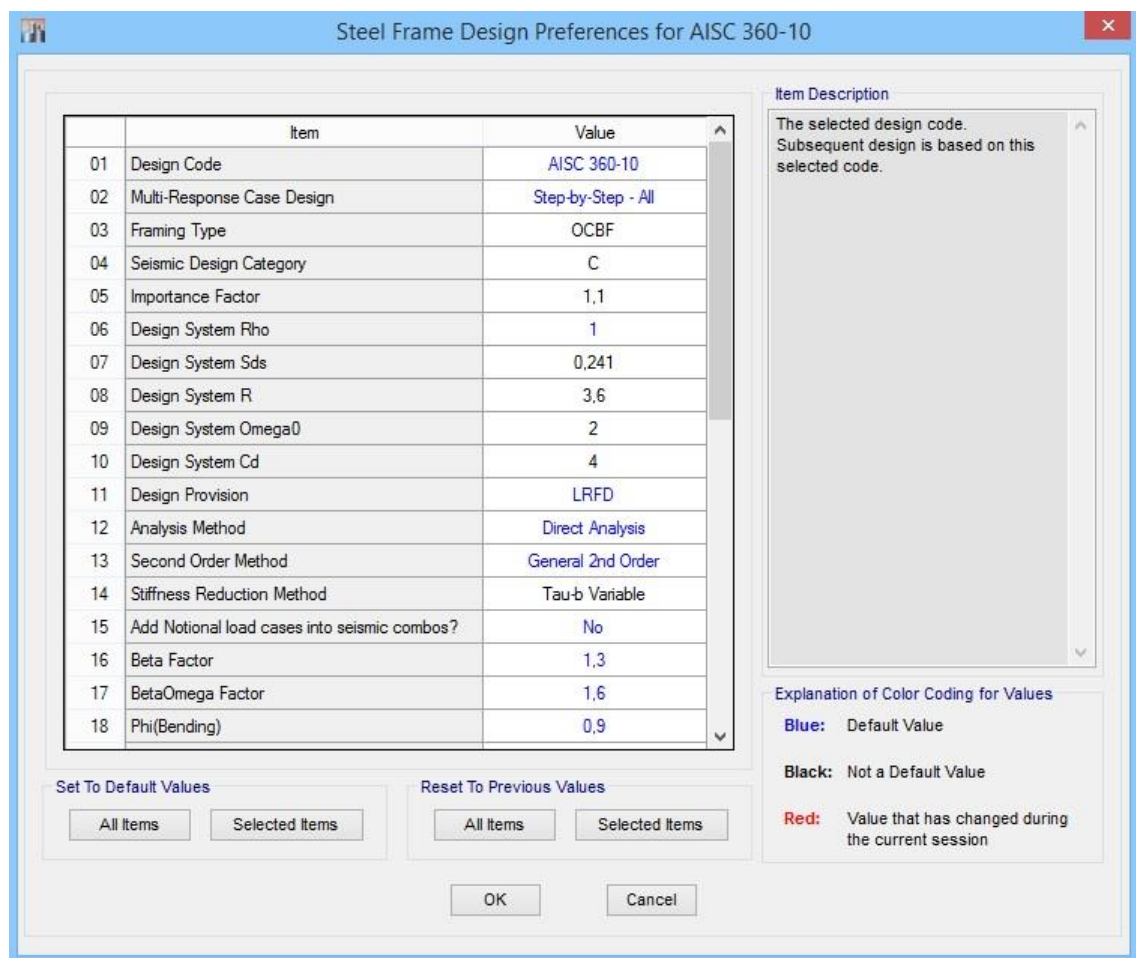 Steel Frame Design Preferences for AISC 360-10
Item Value
01 Design Code AISC 360-10
02 Multi-Response Case Design Step-by-Step - All
03 Framing Type OCBF
04 Seismic Design Category C
05 Importance Factor 1,1
06 Design System Rho 1
07 Design System Sds 0,241
08 Design System R 3,6
09 Design System Omega0 2
10 Design System Cd 4
11 Design Provision LRFD
12 Analysis Method Direct Analysis
13 Second Order Method General 2nd Order
14 Stiffness Reduction Method Tau-b Variable
15 Add Notional load cases into seismic combos? No
16 Beta Factor 1,3
17 BetaOmega Factor 1,6
18 Phi(Bending) 0,9
Set To Default Values
All Items Selected Items
Reset To Previous Values
All Items Selected Items
Item Description
The selected design code.
Subsequent design is based on this
selected code.
Explanation of Color Coding for Values
Blue: Default Value
Black: Not a Default Value
Red: Value that has changed during
the current session
OK Cancel